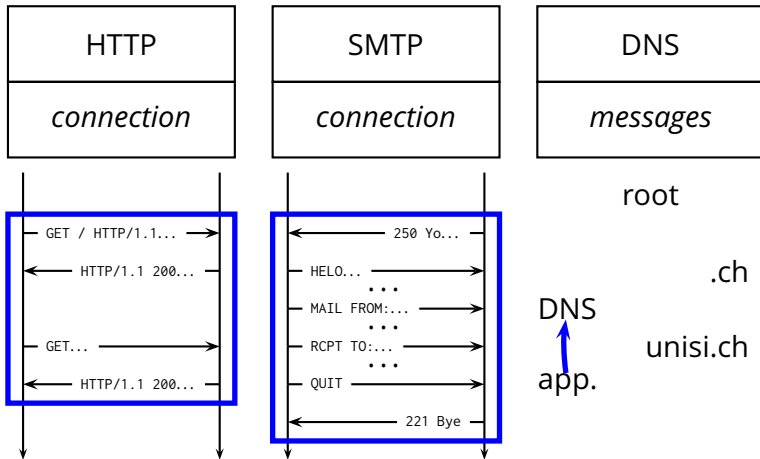 HTTP
connection
GET / HTTP/1.1...
HTTP/1.1 200...
GET...
HTTP/1.1 200...
SMTP
connection
250 Yo...
HELO...
...
MAIL FROM:...
...
RCPT TO:...
...
QUIT
221 Bye
DNS
messages
root
.ch
DNS
unisi.ch
app.